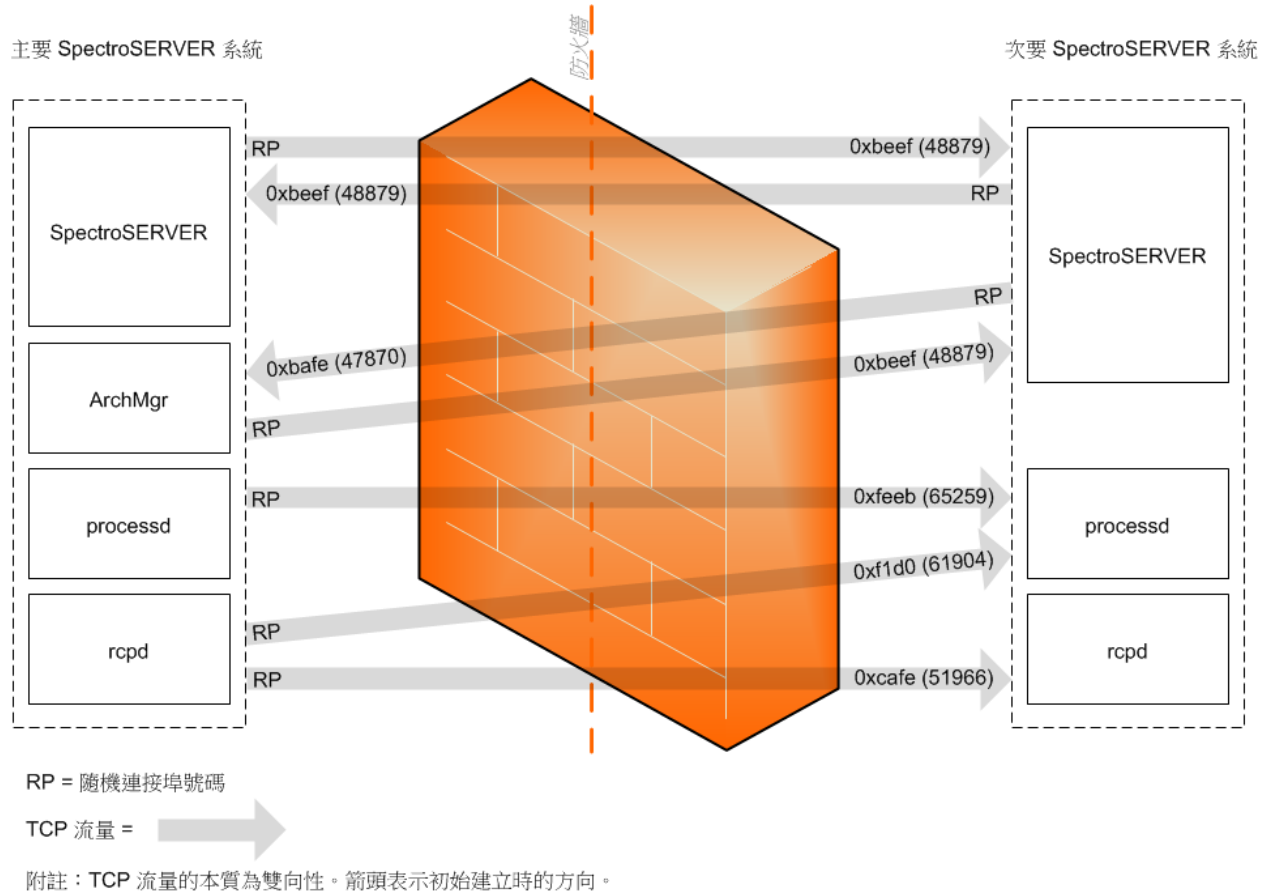 防火牆
主要 SpectroSERVER 系統
次要 SpectroSERVER 系統
RP
0xbeef (48879)
0xbeef (48879)
RP
SpectroSERVER
SpectroSERVER
RP
0xbafe (47870)
0xbeef (48879)
ArchMgr
RP
RP
0xfeeb (65259)
processd
processd
0xf1d0 (61904)
RP
rcpd
rcpd
RP
0xcafe (51966)
RP = 隨機連接埠號碼
TCP 流量 =
附註：TCP 流量的本質為雙向性。箭頭表示初始建立時的方向。